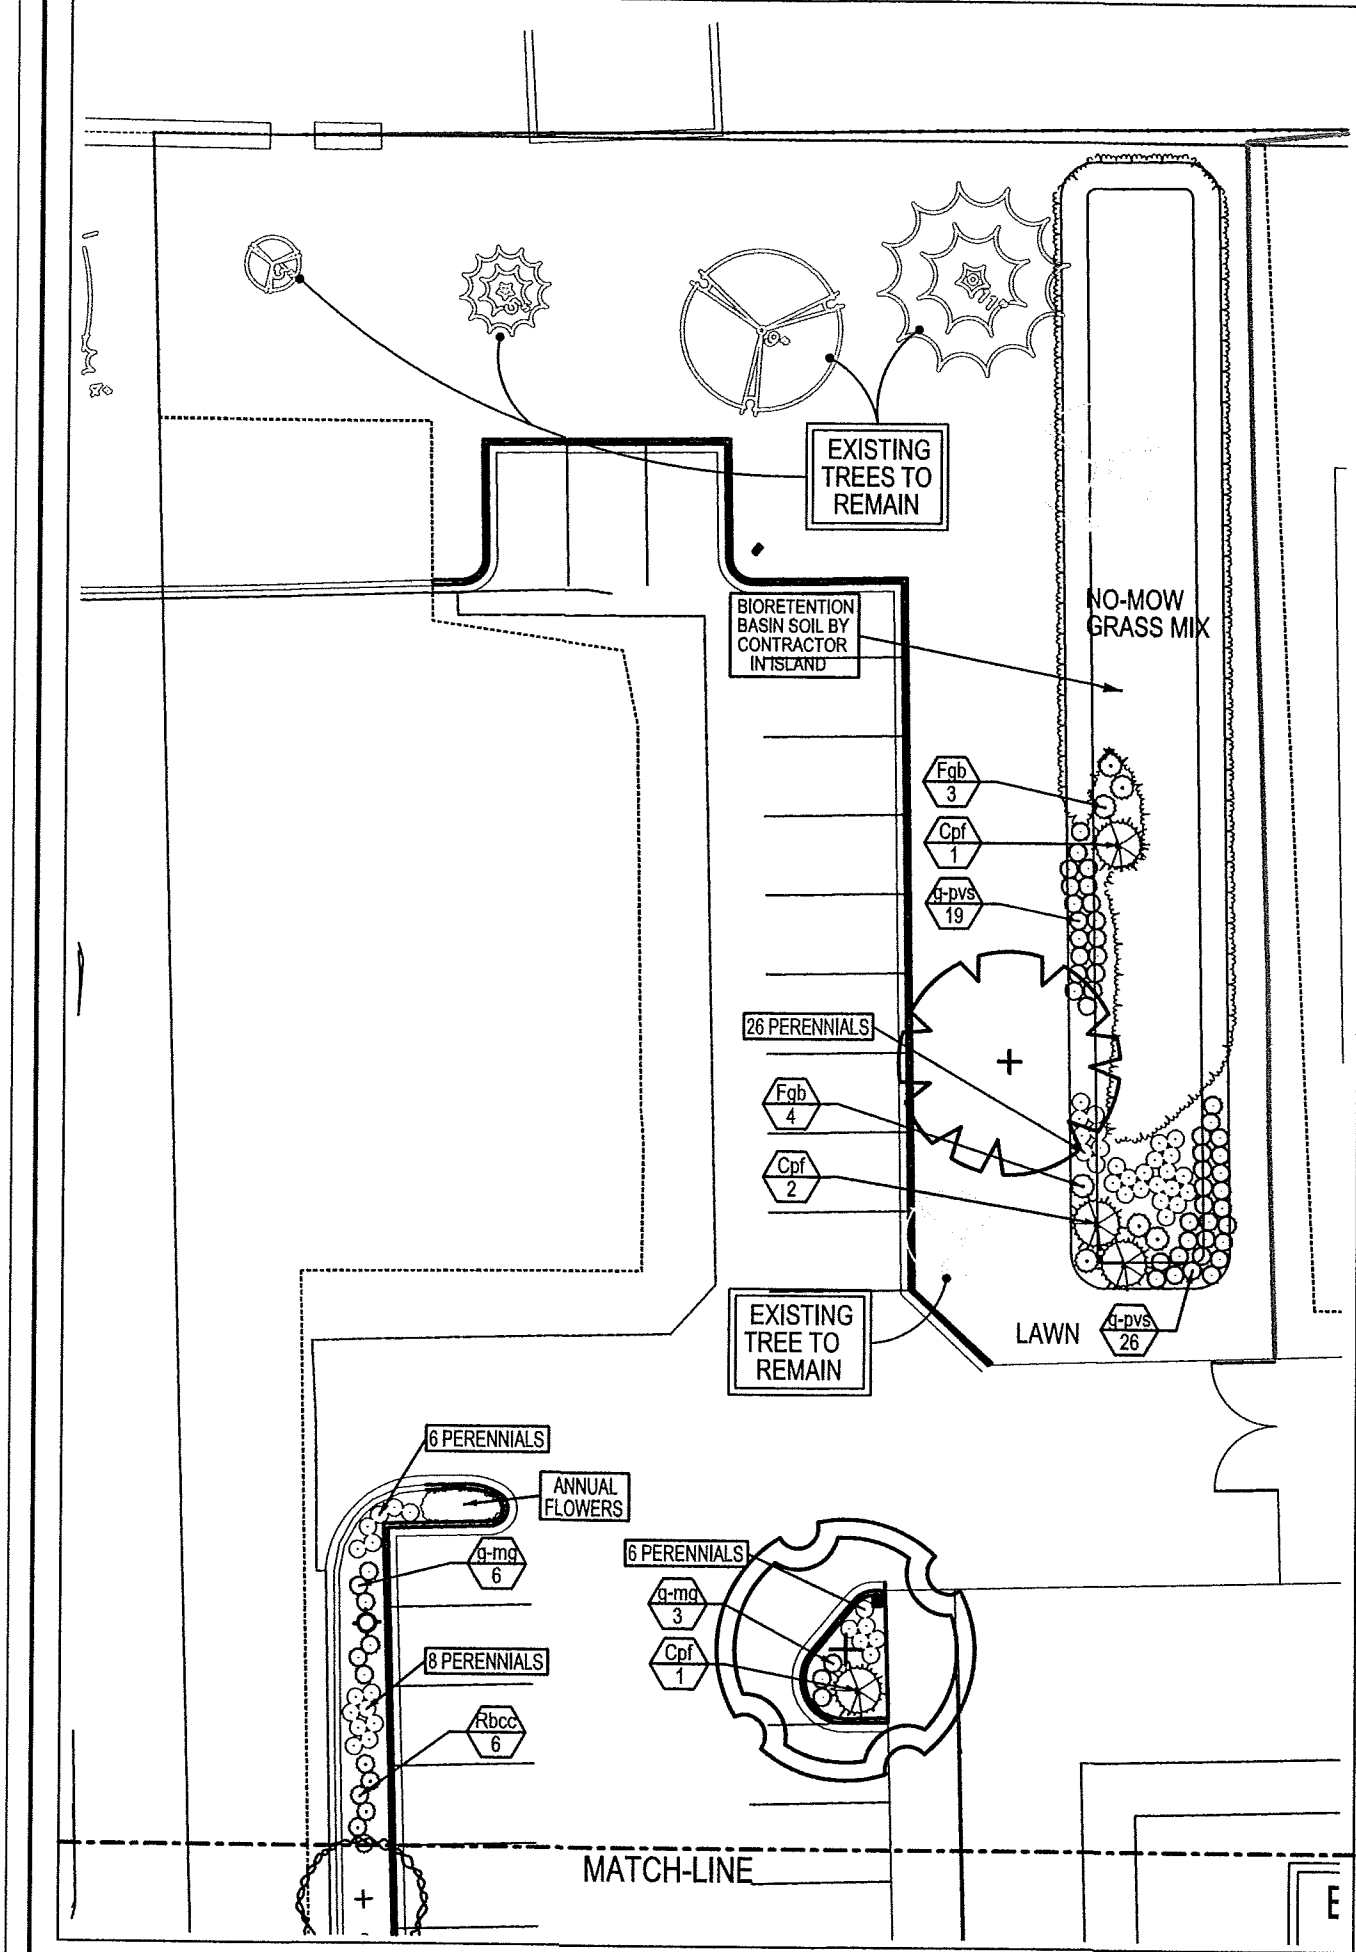 EXISTING
TREES TO
REMAIN
BIORETENTION
BASIN SOIL BY
CONTRACTOR
IN ISLAND
NO-MOW
GRASS MIX
Fgb
3
Cpf
1
g-pvs
19
26 PERENNIALS
Fgb
4
Cpf
2
EXISTING
TREE TO
REMAIN
LAWN
g-pvs
26
6 PERENNIALS
ANNUAL
FLOWERS
g-mg
6
6 PERENNIALS
g-mg
3
Cpf
1
8 PERENNIALS
Rbcc
6
MATCH-LINE
E